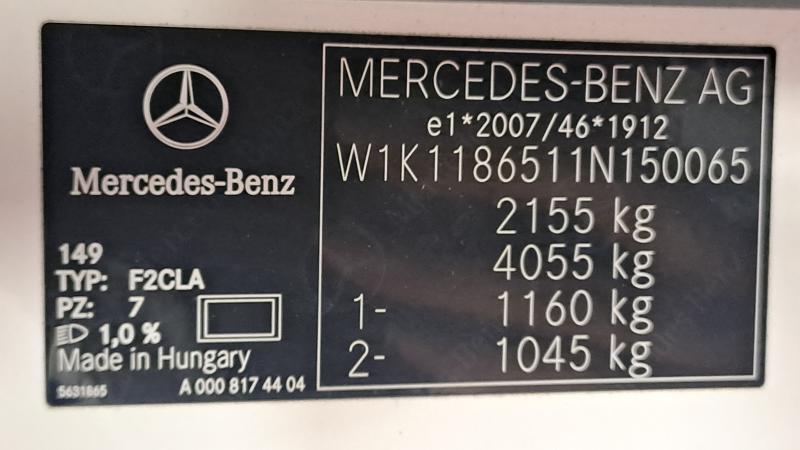 Mercedes-Benz
149
TYP: F2CLA
PZ: 7
1,0 %
Made in Hungary
5631865
A 000 817 44 04
MERCEDES-BENZ AG
e1*2007/46*1912
W1K1186511N150065
2155 kg
4055 kg
1- 1160 kg
2- 1045 kg